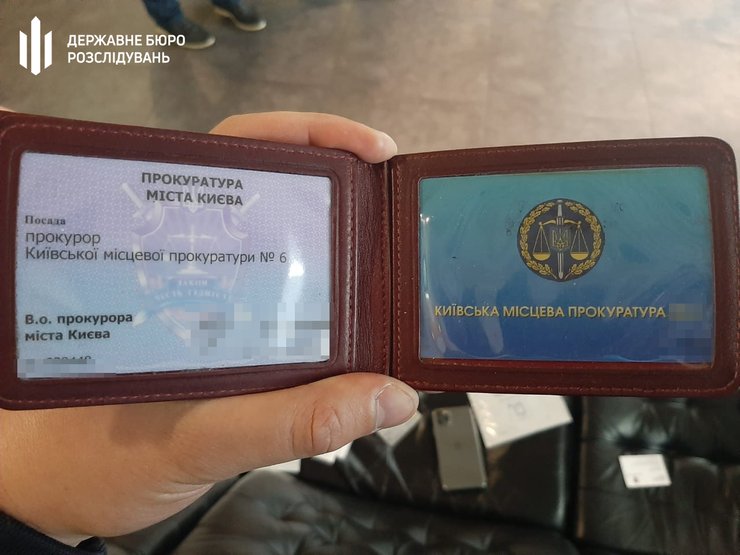 ДЕРЖАВНЕ БЮРО
РОЗСЛІДУВАНЬ
ПРОКУРАТУРА
МІСТА КИЄВА
Посада
прокурор
Київської місцевої прокуратури № 6
В.о. прокурора
міста Києва
КИЇВСЬКА МІСЦЕВА ПРОКУРАТУРА